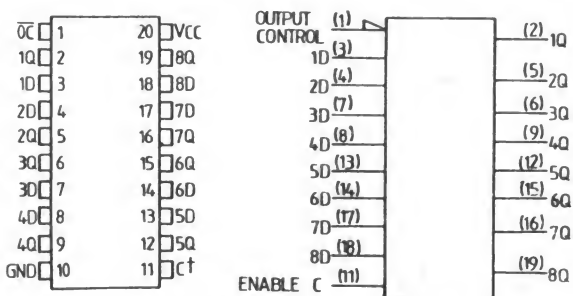 OC 1 20 VCC
1Q 2 19 8Q
1D 3 18 8D
2D 4 17 7D
2Q 5 16 7Q
3Q 6 15 6Q
3D 7 14 6D
4D 8 13 5D
4Q 9 12 5Q
GND 10 11 C†
OUTPUT (1)
CONTROL
1D (3)
2D (4)
3D (7)
4D (8)
5D (13)
6D (14)
7D (17)
8D (18)
ENABLE C (11)
(2) 1Q
(5) 2Q
(6) 3Q
(9) 4Q
(12) 5Q
(15) 6Q
(16) 7Q
(19) 8Q